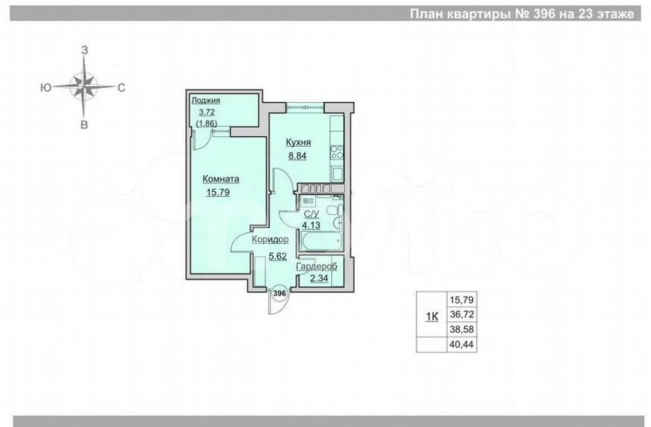 План квартиры № 396 на 23 этаже
З
Ю С
В
Лоджия
3.72
(1.86)
Кухня
8.84
Комната
15.79
С/У
4.13
Коридор
5.62
Гардероб
2.34
396
1К
15,79
36,72
38,58
40,44